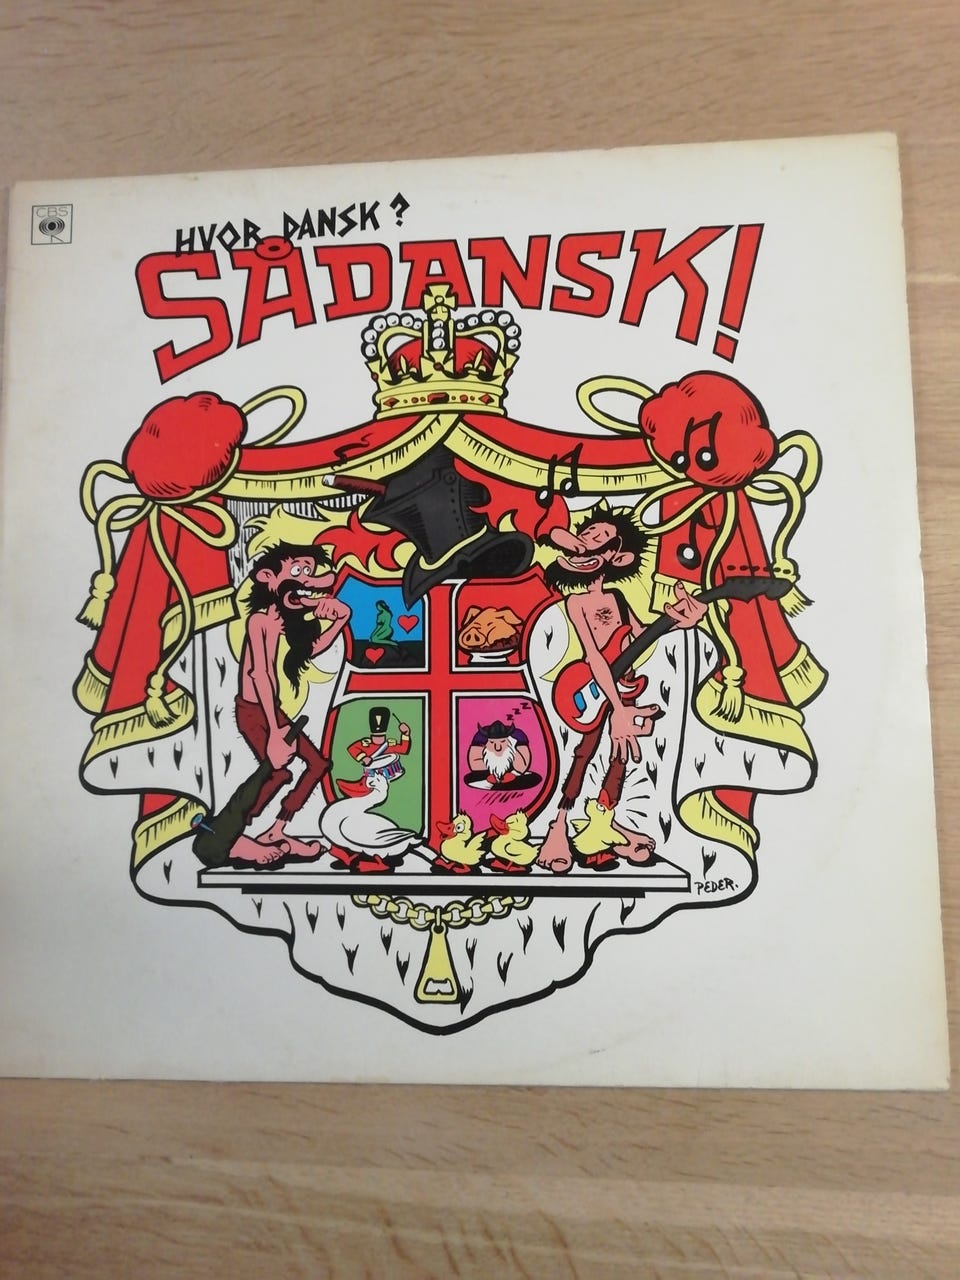 CBS
HVOR DANSK?
SÅDANSK!
z z z
PEDER.